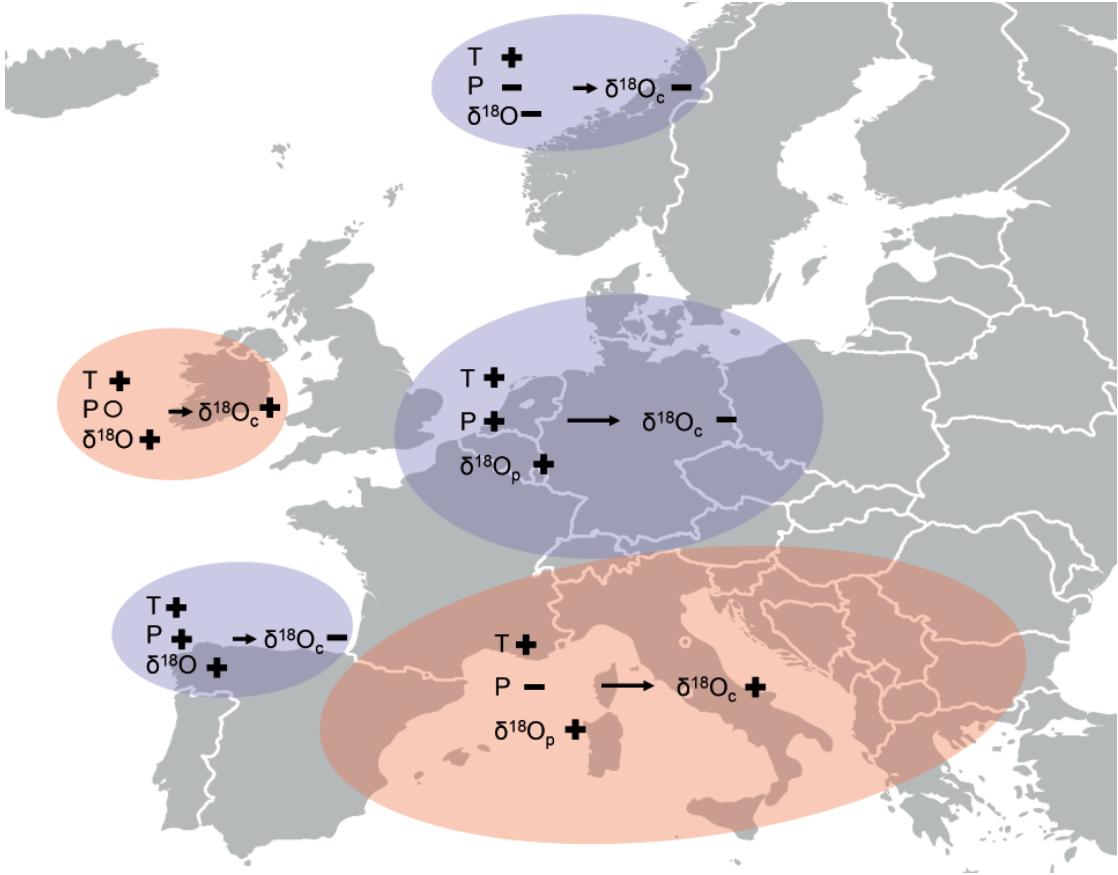 T +
P −
δ¹⁸O −
→ δ¹⁸Oc −
T +
P O
δ¹⁸O +
→ δ¹⁸Oc +
T +
P +
δ¹⁸Op +
→ δ¹⁸Oc −
T +
P +
δ¹⁸O +
→ δ¹⁸Oc −
T +
P −
δ¹⁸Op +
→ δ¹⁸Oc +